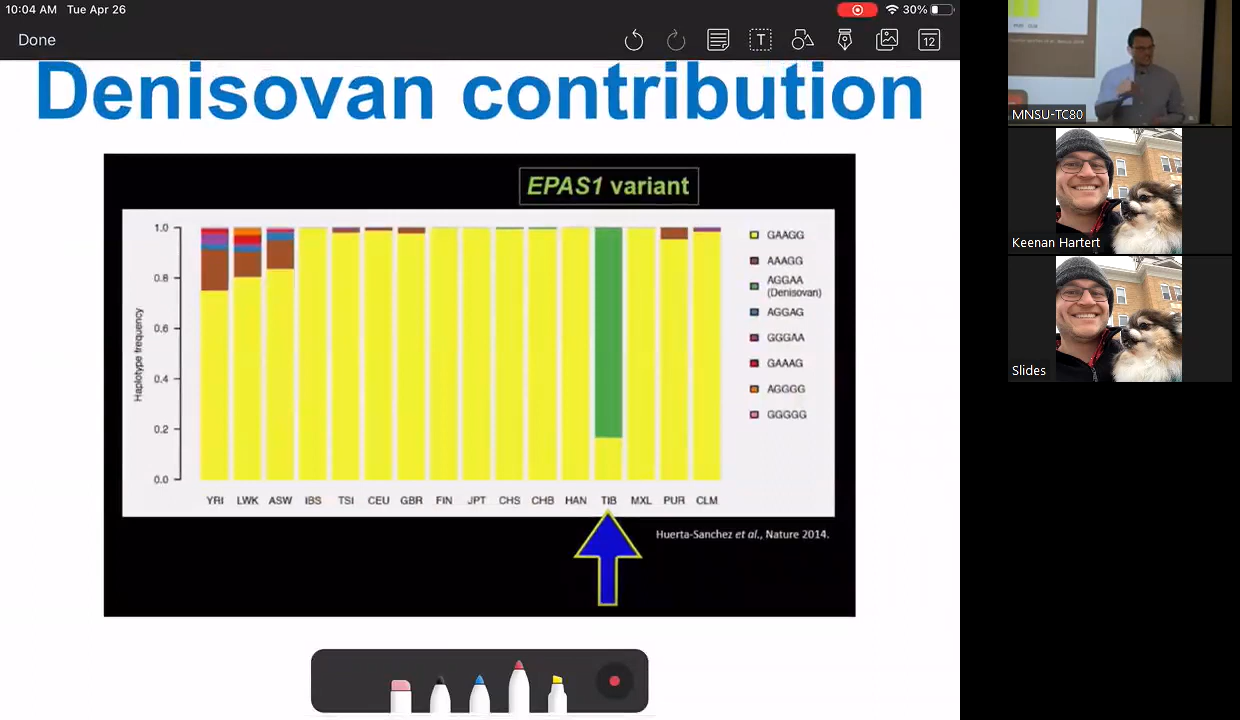 10:04 AM Tue Apr 26
30%
Done
T
12
Denisovan contribution
EPAS1 variant
1.0
0.8
0.6
0.4
0.2
0.0
Haplotype frequency
YRI LWK ASW IBS TSI CEU GBR FIN JPT CHS CHB HAN TIB MXL PUR CLM
GAAGG
AAAGG
AGGAA
(Denisovan)
AGGAG
GGGAA
GAAAG
AGGGG
GGGGG
Huerta-Sanchez et al., Nature 2014.
MNSU-TC80
Keenan Hartert
Slides